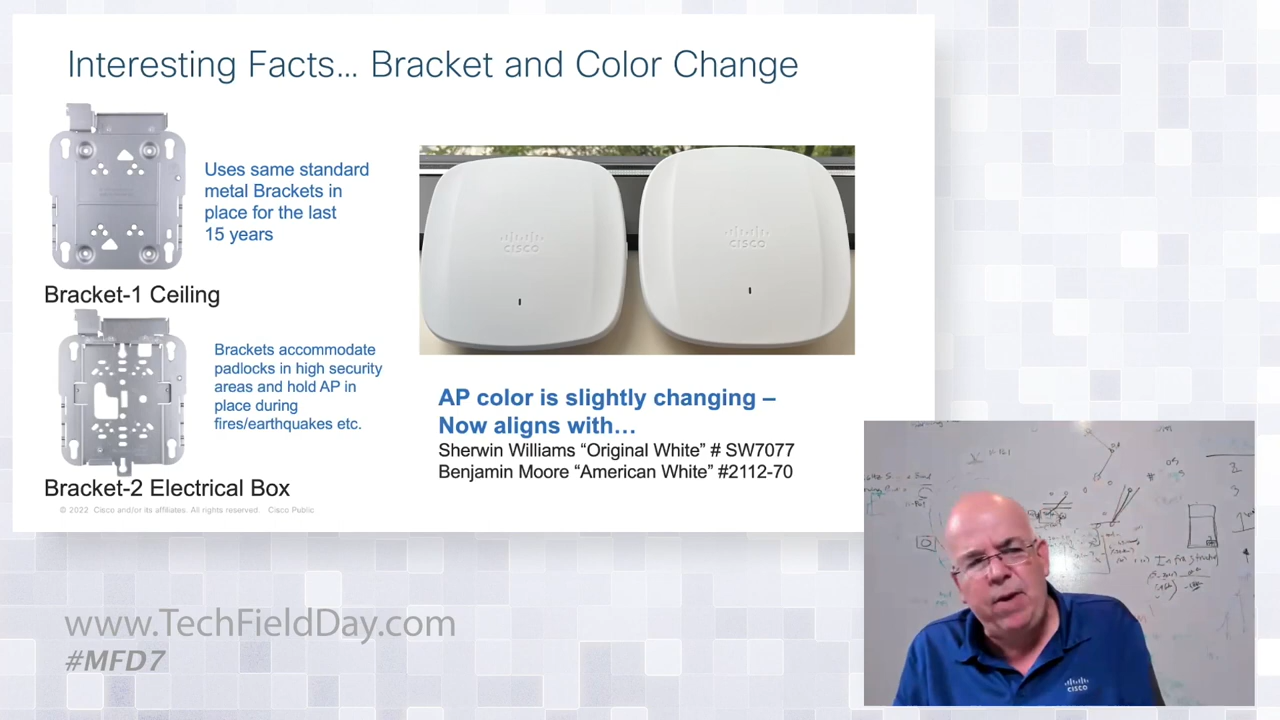 Interesting Facts... Bracket and Color Change
Uses same standard
metal Brackets in
place for the last
15 years
Bracket-1 Ceiling
Brackets accommodate
padlocks in high security
areas and hold AP in
place during
fires/earthquakes etc.
Bracket-2 Electrical Box
© 2022 Cisco and/or its affiliates. All rights reserved. Cisco Public
CISCO
CISCO
AP color is slightly changing –
Now aligns with…
Sherwin Williams “Original White” # SW7077
Benjamin Moore “American White” #2112-70
CISCO
www.TechFieldDay.com
#MFD7